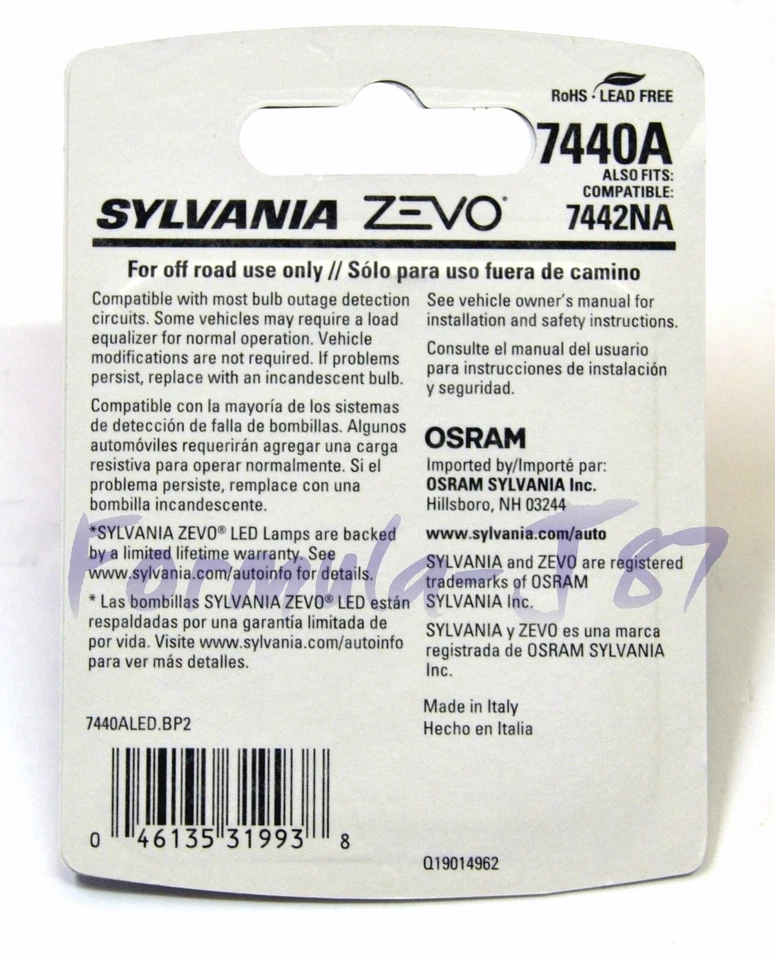 RoHS - LEAD FREE
7440A
ALSO FITS:
COMPATIBLE:
7442NA
SYLVANIA ZEVO®
For off road use only // Sólo para uso fuera de camino
Compatible with most bulb outage detection
circuits. Some vehicles may require a load
equalizer for normal operation. Vehicle
modifications are not required. If problems
persist, replace with an incandescent bulb.
Compatible con la mayoría de los sistemas
de detección de falla de bombillas. Algunos
automóviles requerirán agregar una carga
resistiva para operar normalmente. Si el
problema persiste, remplace con una
bombilla incandescente.
*SYLVANIA ZEVO® LED Lamps are backed
by a limited lifetime warranty. See
www.sylvania.com/autoinfo for details.
* Las bombillas SYLVANIA ZEVO® LED están
respaldadas por una garantía limitada de
por vida. Visite www.sylvania.com/autoinfo
para ver más detalles.
7440ALED.BP2
0 46135 31993 8
See vehicle owner's manual for
installation and safety instructions.
Consulte el manual del usuario
para instrucciones de instalación
y seguridad.
OSRAM
Imported by/Importé par:
OSRAM SYLVANIA Inc.
Hillsboro, NH 03244
www.sylvania.com/auto
SYLVANIA and ZEVO are registered
trademarks of OSRAM
SYLVANIA Inc.
SYLVANIA y ZEVO es una marca
registrada de OSRAM SYLVANIA
Inc.
Made in Italy
Hecho en Italia
Q19014962
Formula-J87